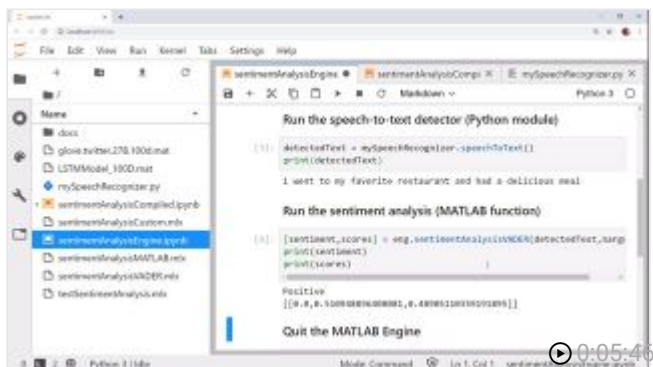 File Edit View Run Kernel Tabs Settings Help
sentimentAnalysisEngine
sentimentAnalysisCompi
mySpeechRecognizer.py
Markdown
Python 3
Name
docs
glove.twitter.27B.100d.mat
LSTMModel_100D.mat
mySpeechRecognizer.py
sentimentAnalysisCompiled.ipynb
sentimentAnalysisCustom.mlx
sentimentAnalysisEngine.ipynb
sentimentAnalysisMATLAB.mlx
sentimentAnalysisVADER.mlx
testSentimentAnalysis.mlx
Run the speech-to-text detector (Python module)
detectedText = mySpeechRecognizer.speechToText()
print(detectedText)
i went to my favorite restaurant and had a delicious meal
Run the sentiment analysis (MATLAB function)
[sentiment,scores] = eng.sentimentAnalysisVADER(detectedText,nargo
print(sentiment)
print(scores)
Positive
Quit the MATLAB Engine
Python 3 | Idle
Mode: Command
Ln 1, Col 1
0:05:46